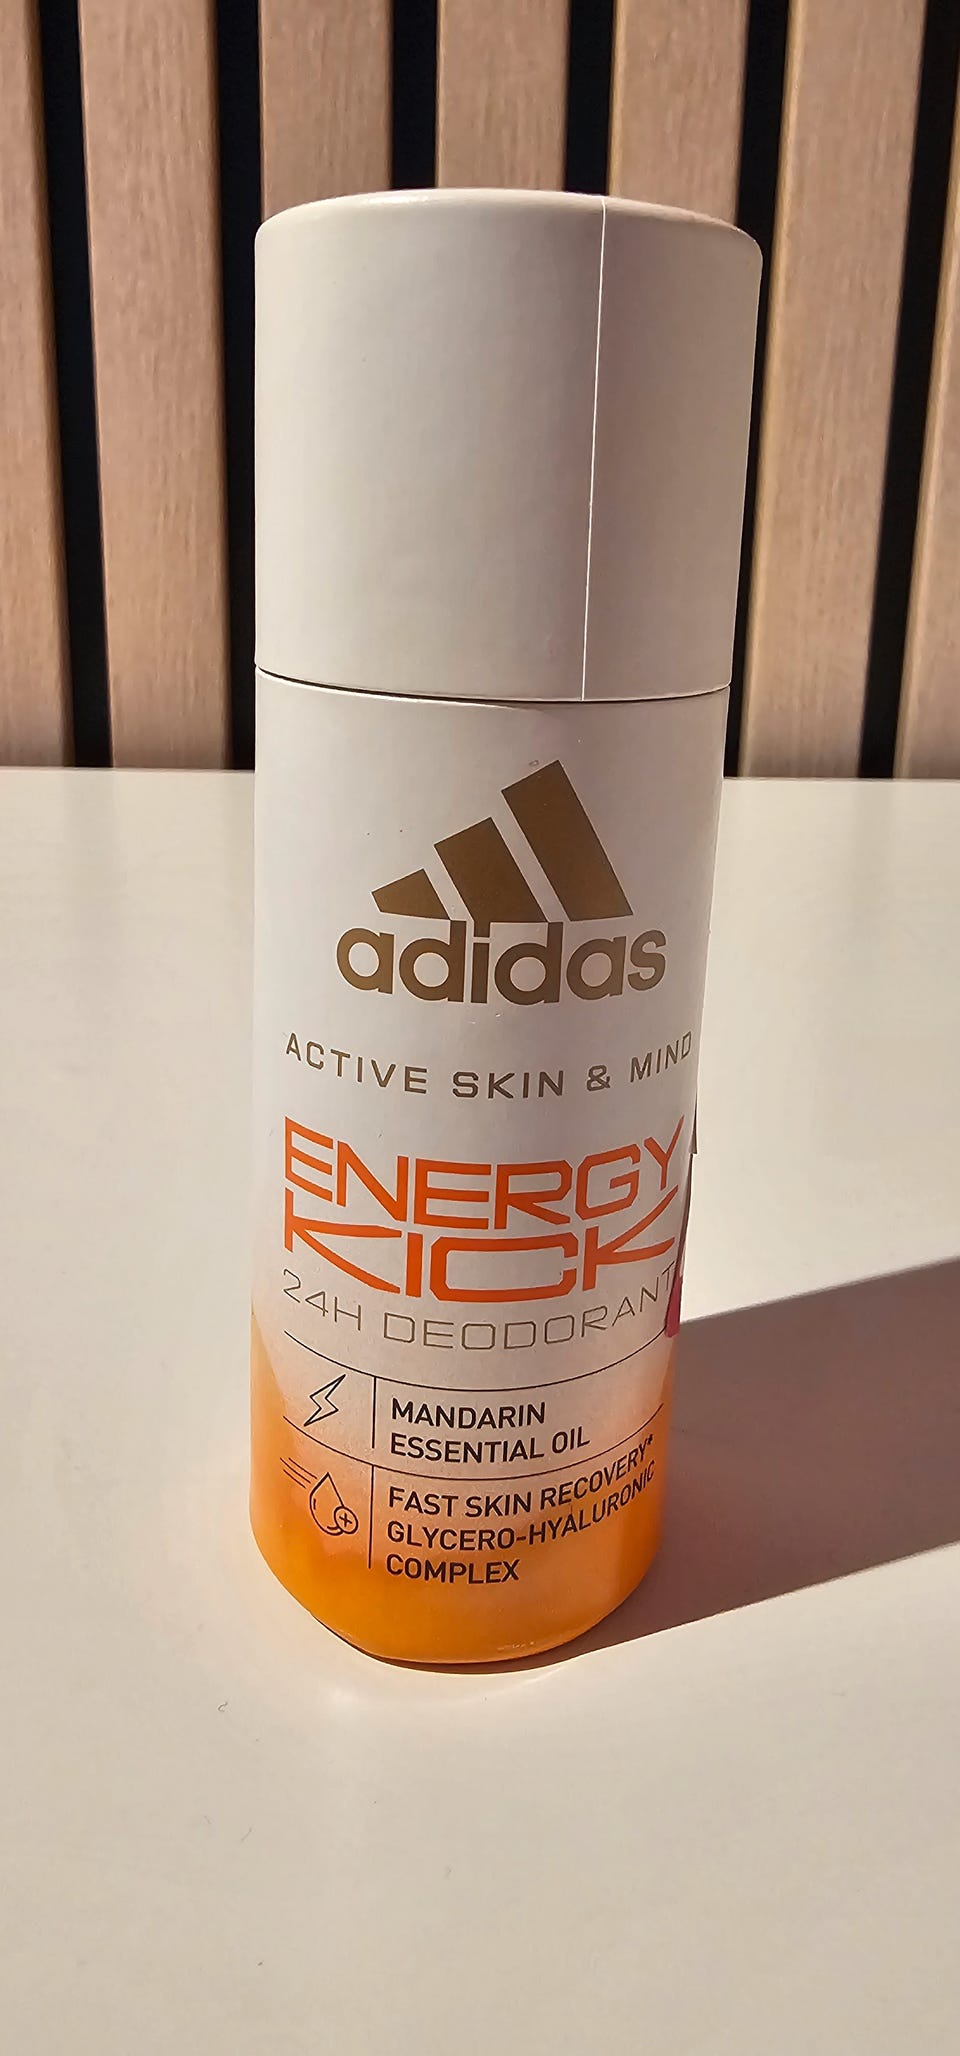 adidas
ACTIVE SKIN & MIND
ENERGY
KICK
24H DEODORANT
MANDARIN
ESSENTIAL OIL
FAST SKIN RECOVERY*
GLYCERO-HYALURONIC
COMPLEX